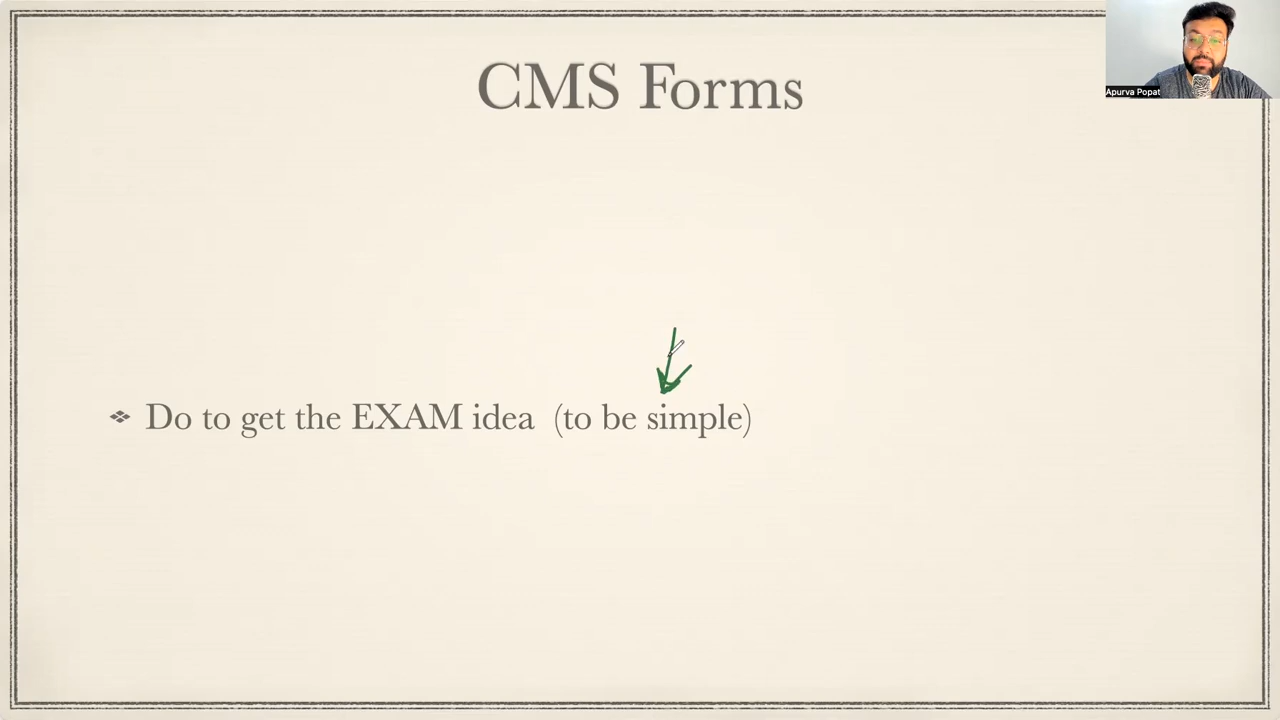 CMS Forms
Apurva Popat
Do to get the EXAM idea (to be simple)